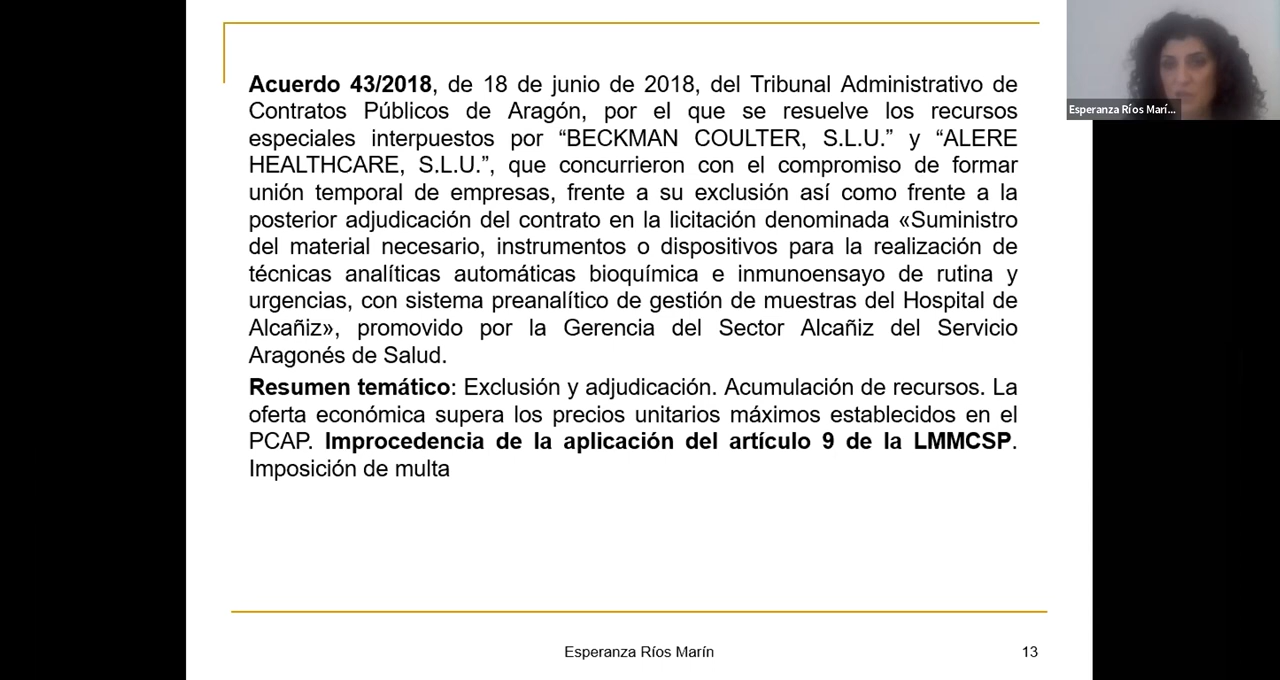 Acuerdo 43/2018, de 18 de junio de 2018, del Tribunal Administrativo de
Contratos Públicos de Aragón, por el que se resuelve los recursos
especiales interpuestos por “BECKMAN COULTER, S.L.U.” y “ALERE
HEALTHCARE, S.L.U.”, que concurrieron con el compromiso de formar
unión temporal de empresas, frente a su exclusión así como frente a la
posterior adjudicación del contrato en la licitación denominada «Suministro
del material necesario, instrumentos o dispositivos para la realización de
técnicas analíticas automáticas bioquímica e inmunoensayo de rutina y
urgencias, con sistema preanalítico de gestión de muestras del Hospital de
Alcañiz», promovido por la Gerencia del Sector Alcañiz del Servicio
Aragonés de Salud.
Resumen temático: Exclusión y adjudicación. Acumulación de recursos. La
oferta económica supera los precios unitarios máximos establecidos en el
PCAP. Improcedencia de la aplicación del artículo 9 de la LMMCSP.
Imposición de multa
Esperanza Ríos Marín
13
Esperanza Ríos Marí...